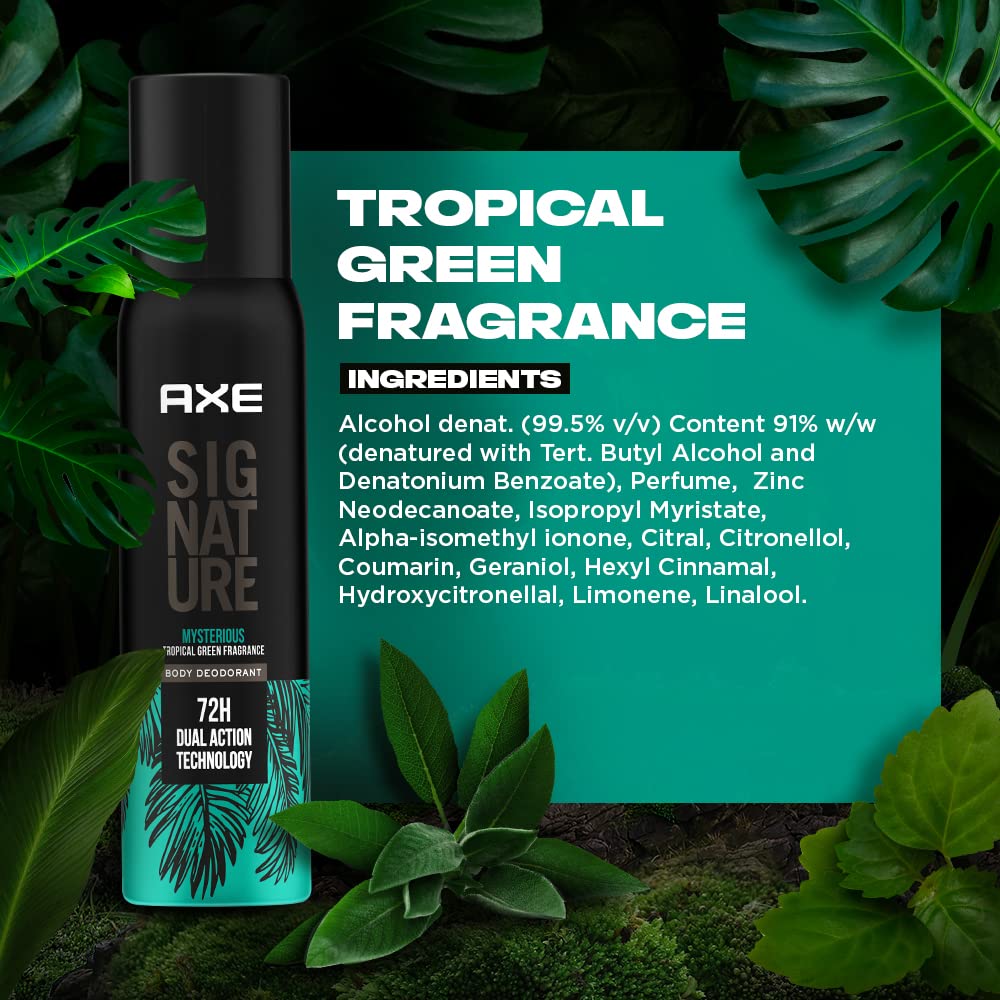 AXE
SIG
NAT
URE
MYSTERIOUS
TROPICAL GREEN FRAGRANCE
BODY DEODORANT
72H
DUAL ACTION
TECHNOLOGY
TROPICAL
GREEN
FRAGRANCE
INGREDIENTS
Alcohol denat. (99.5% v/v) Content 91% w/w
(denatured with Tert. Butyl Alcohol and
Denatonium Benzoate), Perfume, Zinc
Neodecanoate, Isopropyl Myristate,
Alpha-isomethyl ionone, Citral, Citronellol,
Coumarin, Geraniol, Hexyl Cinnamal,
Hydroxycitronellal, Limonene, Linalool.